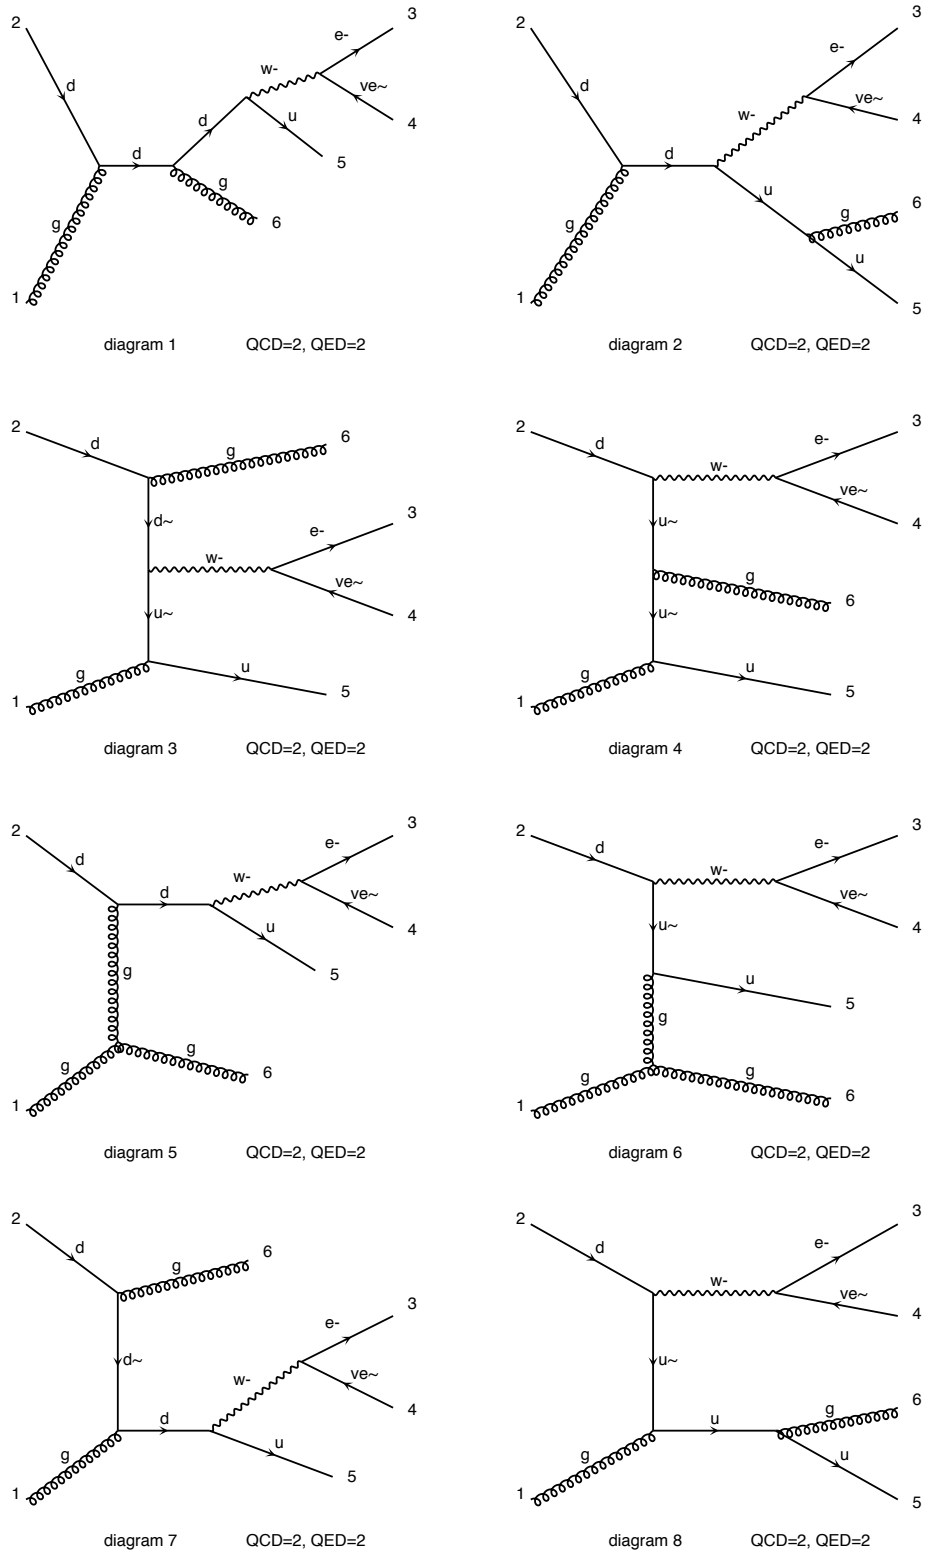 2
d
g
1
d
d
g
6
w-
u
5
e-
3
ve~
4
diagram 1 QCD=2, QED=2
2
d
g
1
d
w-
e-
3
ve~
4
u
g
6
u
5
diagram 2 QCD=2, QED=2
2
d
g
6
d~
w-
e-
3
ve~
4
u~
g
1
u
5
diagram 3 QCD=2, QED=2
2
d
w-
e-
3
ve~
4
u~
g
6
u~
g
1
u
5
diagram 4 QCD=2, QED=2
2
d
d
w-
e-
3
ve~
4
u
5
g
g
1
g
6
diagram 5 QCD=2, QED=2
2
d
w-
e-
3
ve~
4
u~
u
5
g
g
1
g
6
diagram 6 QCD=2, QED=2
2
d
g
6
d~
g
1
d
w-
e-
3
ve~
4
u
5
diagram 7 QCD=2, QED=2
2
d
w-
e-
3
ve~
4
u~
g
1
u
g
6
u
5
diagram 8 QCD=2, QED=2